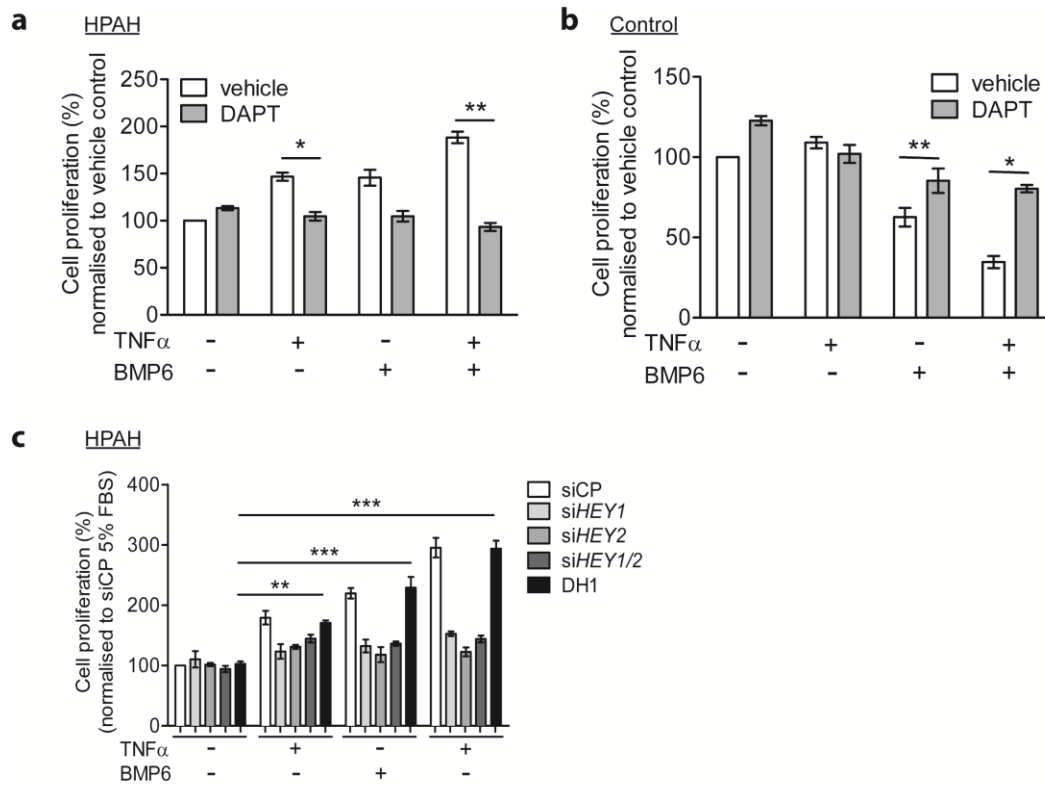 a HPAH
Cell proliferation (%)
normalised to vehicle control
250
200
150
100
50
0
vehicle
DAPT
*
**
TNFα - + - +
BMP6 - - + +
b Control
Cell proliferation (%)
normalised to vehicle control
150
100
50
0
vehicle
DAPT
**
*
TNFα - + - +
BMP6 - - + +
c HPAH
Cell proliferation (%)
(normalised to siCP 5% FBS)
400
300
200
100
0
***
***
**
siCP
siHEY1
siHEY2
siHEY1/2
DH1
TNFα - + - +
BMP6 - - + -